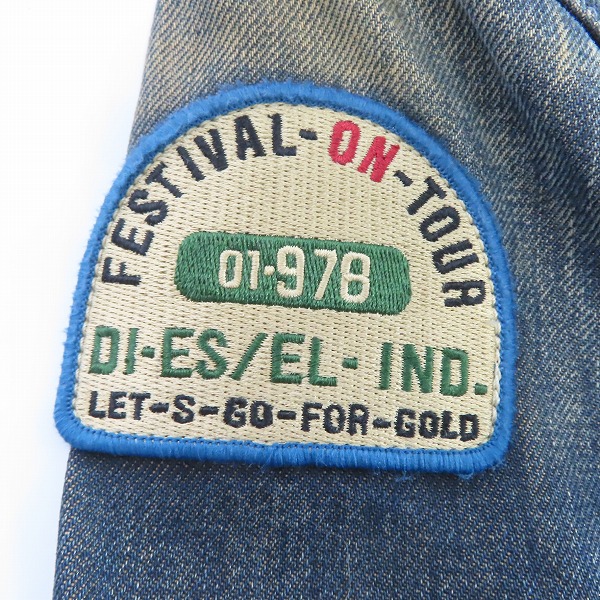 FESTIVAL-ON-TOUR
01·978
DI-ES/EL-IND.
LET-S-GO-FOR-GOLD